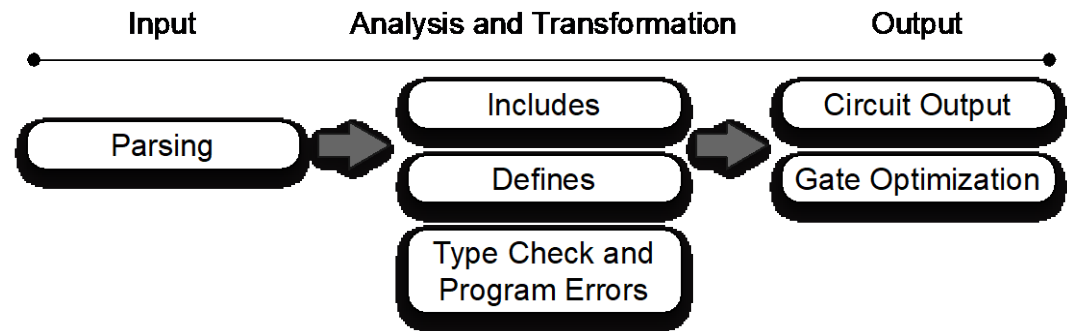 Input
Analysis and Transformation
Output
Parsing
Includes
Defines
Type Check and
Program Errors
Circuit Output
Gate Optimization